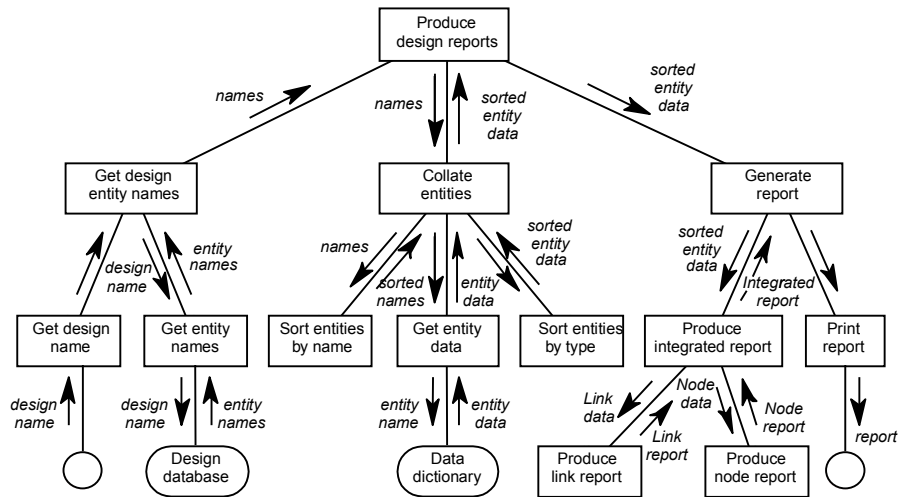 Produce
design reports
names
names
sorted
entity
data
sorted
entity
data
Get design
entity names
Collate
entities
Generate
report
design
name
entity
names
names
sorted
names
entity
data
sorted
entity
data
sorted
entity
data
Integrated
report
Get design
name
Get entity
names
Sort entities
by name
Get entity
data
Sort entities
by type
Produce
integrated report
Print
report
design
name
design
name
entity
names
entity
name
entity
data
Link
data
Link
report
Node
data
Node
report
report
Design
database
Data
dictionary
Produce
link report
Produce
node report